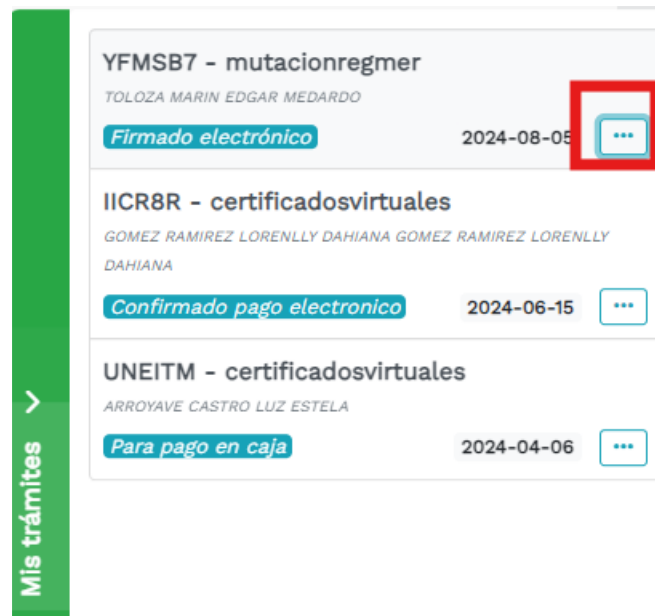 YFMSB7 - mutacionregmer
TOLOZA MARIN EDGAR MEDARDO
Firmado electrónico 2024-08-05 ...
IICR8R - certificadosvirtuales
GOMEZ RAMIREZ LORENLLY DAHIANA GOMEZ RAMIREZ LORENLLY
DAHIANA
Confirmado pago electronico 2024-06-15 ...
UNEITM - certificadosvirtuales
ARROYAVE CASTRO LUZ ESTELA
Para pago en caja 2024-04-06 ...
Mis trámites